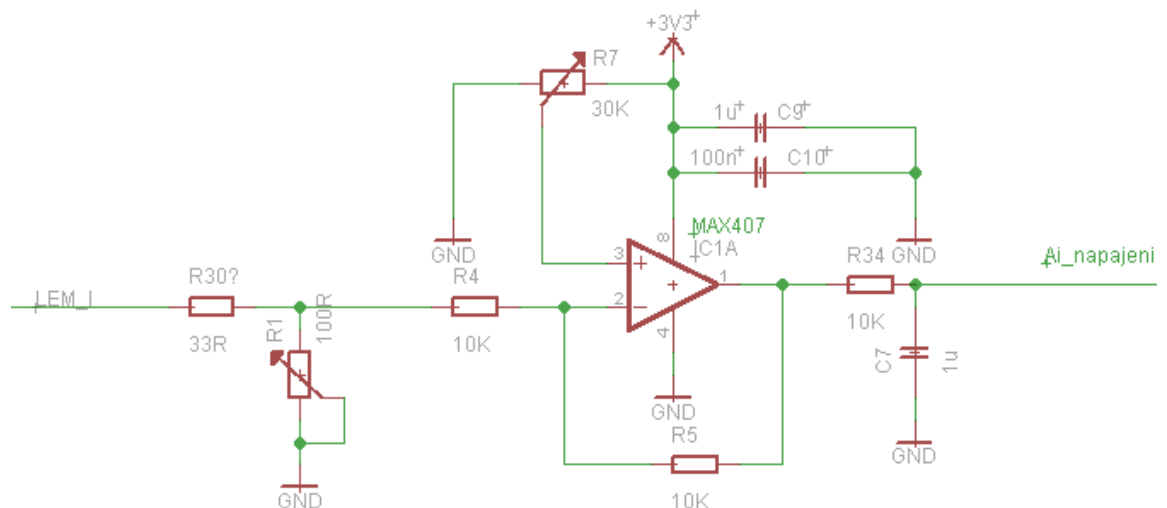 +3V3
R7
30K
1u
C9
100n
C10
GND
MAX407
IC1A
GND
8
3
2
1
4
R34
10K
Ai_napajeni
LEM_I
R30?
33R
R1
100R
R4
10K
C7
1u
GND
R5
10K
GND
GND